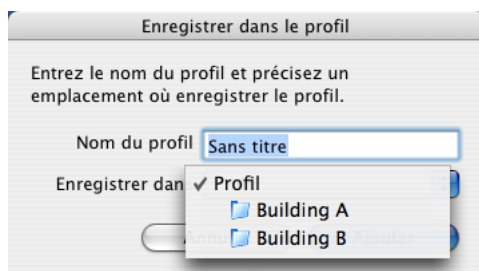 Enregistrer dans le profil
Entrez le nom du profil et précisez un
emplacement où enregistrer le profil.
Nom du profil Sans titre
Enregistrer dan ✓ Profil
Building A
Building B